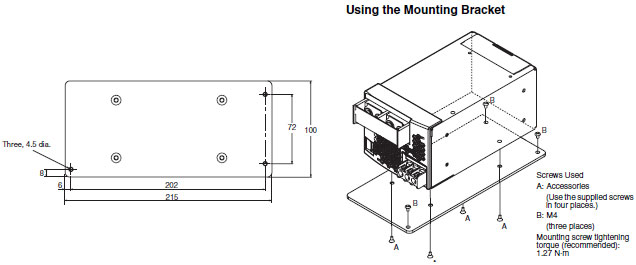 Using the Mounting Bracket
Three, 4.5 dia.
72
100
8
6
202
215
B
B
B
A
A
A
Screws Used
A: Accessories
(Use the supplied screws
in four places.)
B: M4
(three places)
Mounting screw tightening
torque (recommended):
1.27 N·m